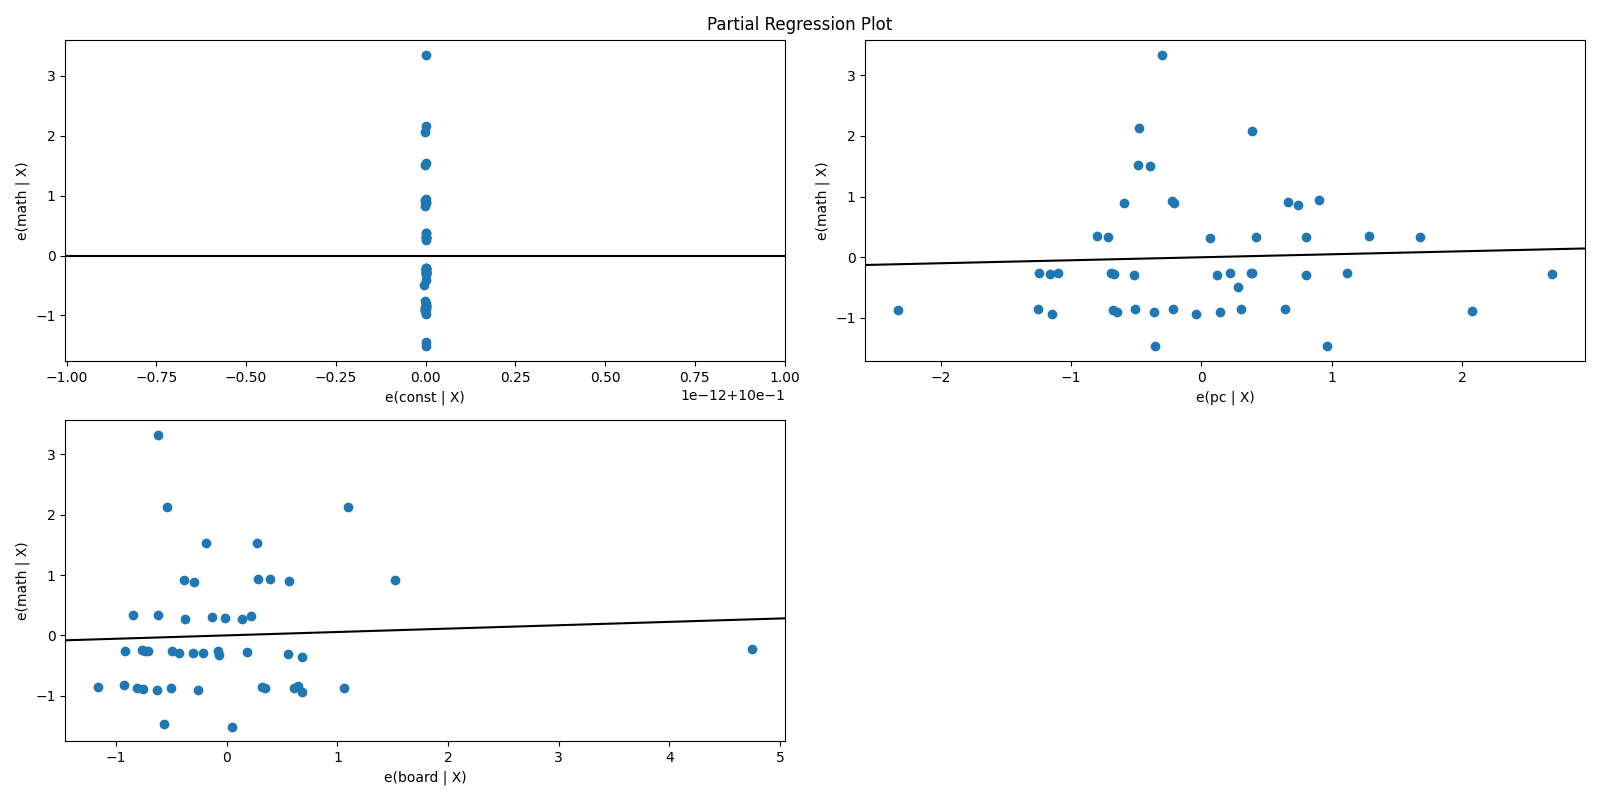 Partial Regression Plot
3
2
1
0
−1
e(math | X)
−1.00 −0.75 −0.50 −0.25 0.00 0.25 0.50 0.75 1.00
e(const | X)
1e−12+10e−1
3
2
1
0
−1
e(math | X)
−2 −1 0 1 2
e(pc | X)
3
2
1
0
−1
e(math | X)
−1 0 1 2 3 4 5
e(board | X)